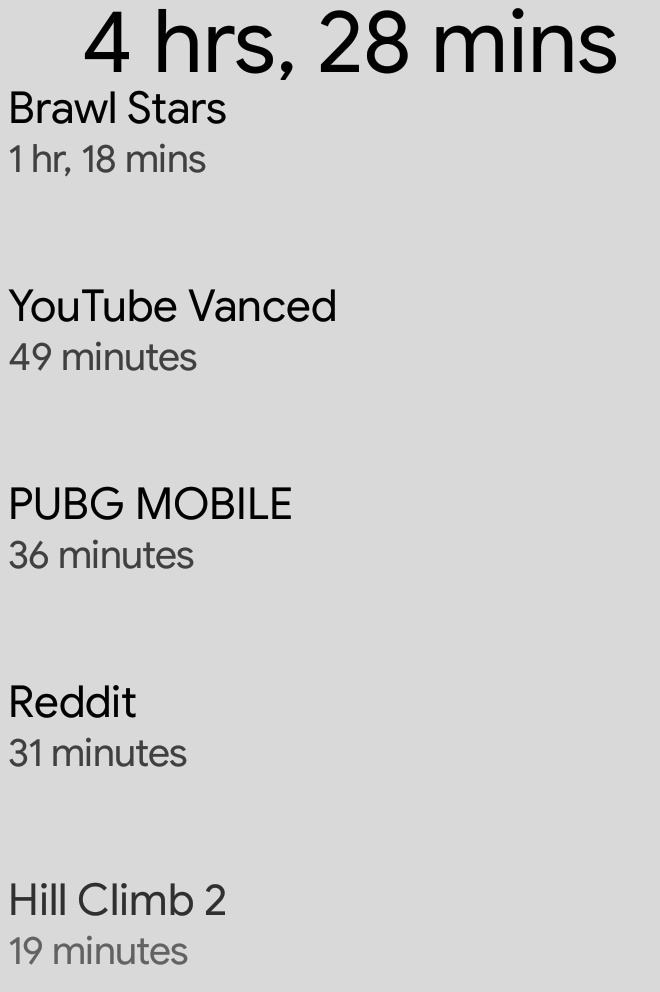 4 hrs, 28 mins
Brawl Stars
1 hr, 18 mins
YouTube Vanced
49 minutes
PUBG MOBILE
36 minutes
Reddit
31 minutes
Hill Climb 2
19 minutes